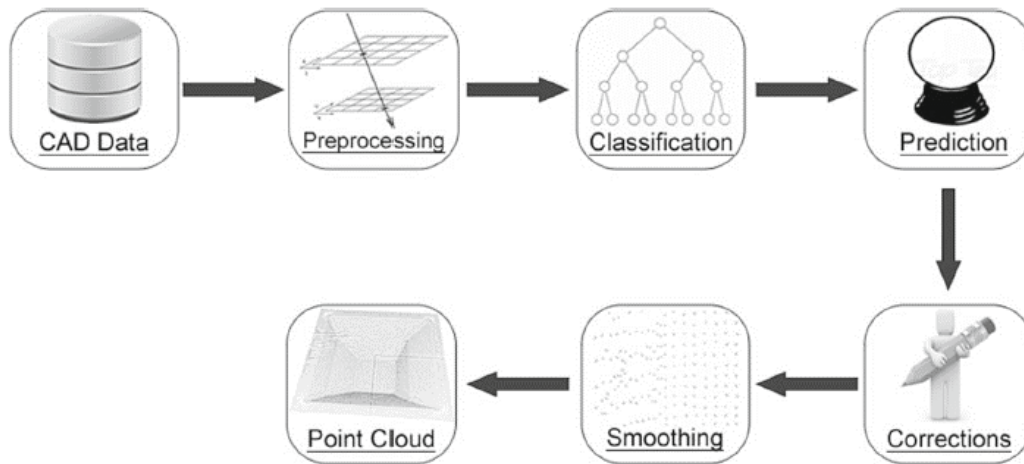 CAD Data
Preprocessing
Classification
Prediction
Corrections
Smoothing
Point Cloud